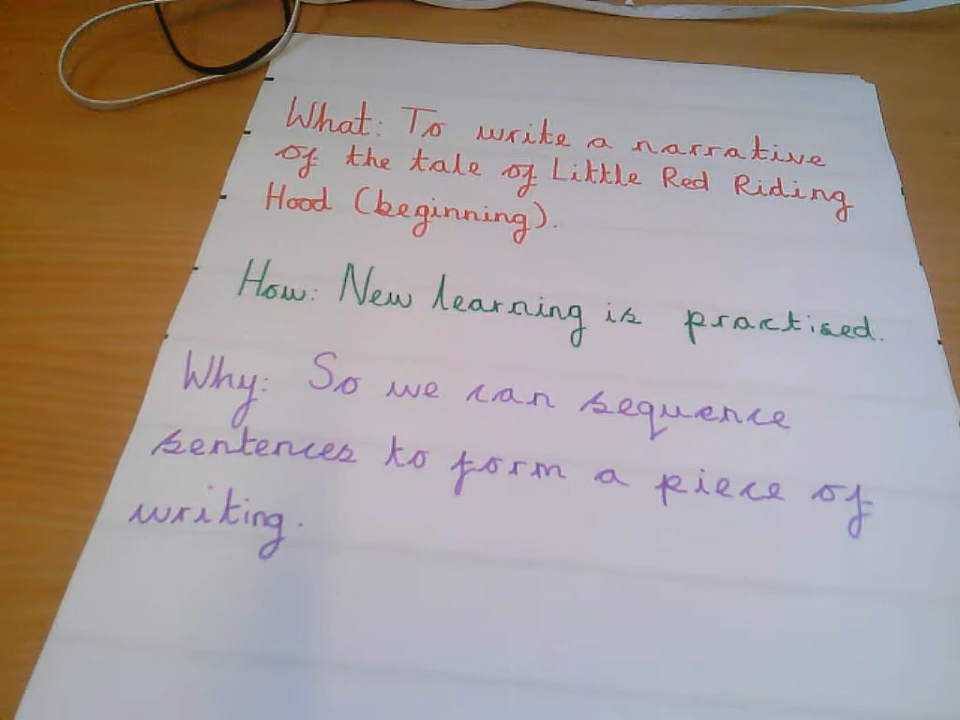 What: To write a narrative
of the tale of Little Red Riding
Hood (beginning).
How: New learning is practised.
Why: So we can sequence
sentences to form a piece of
writing.